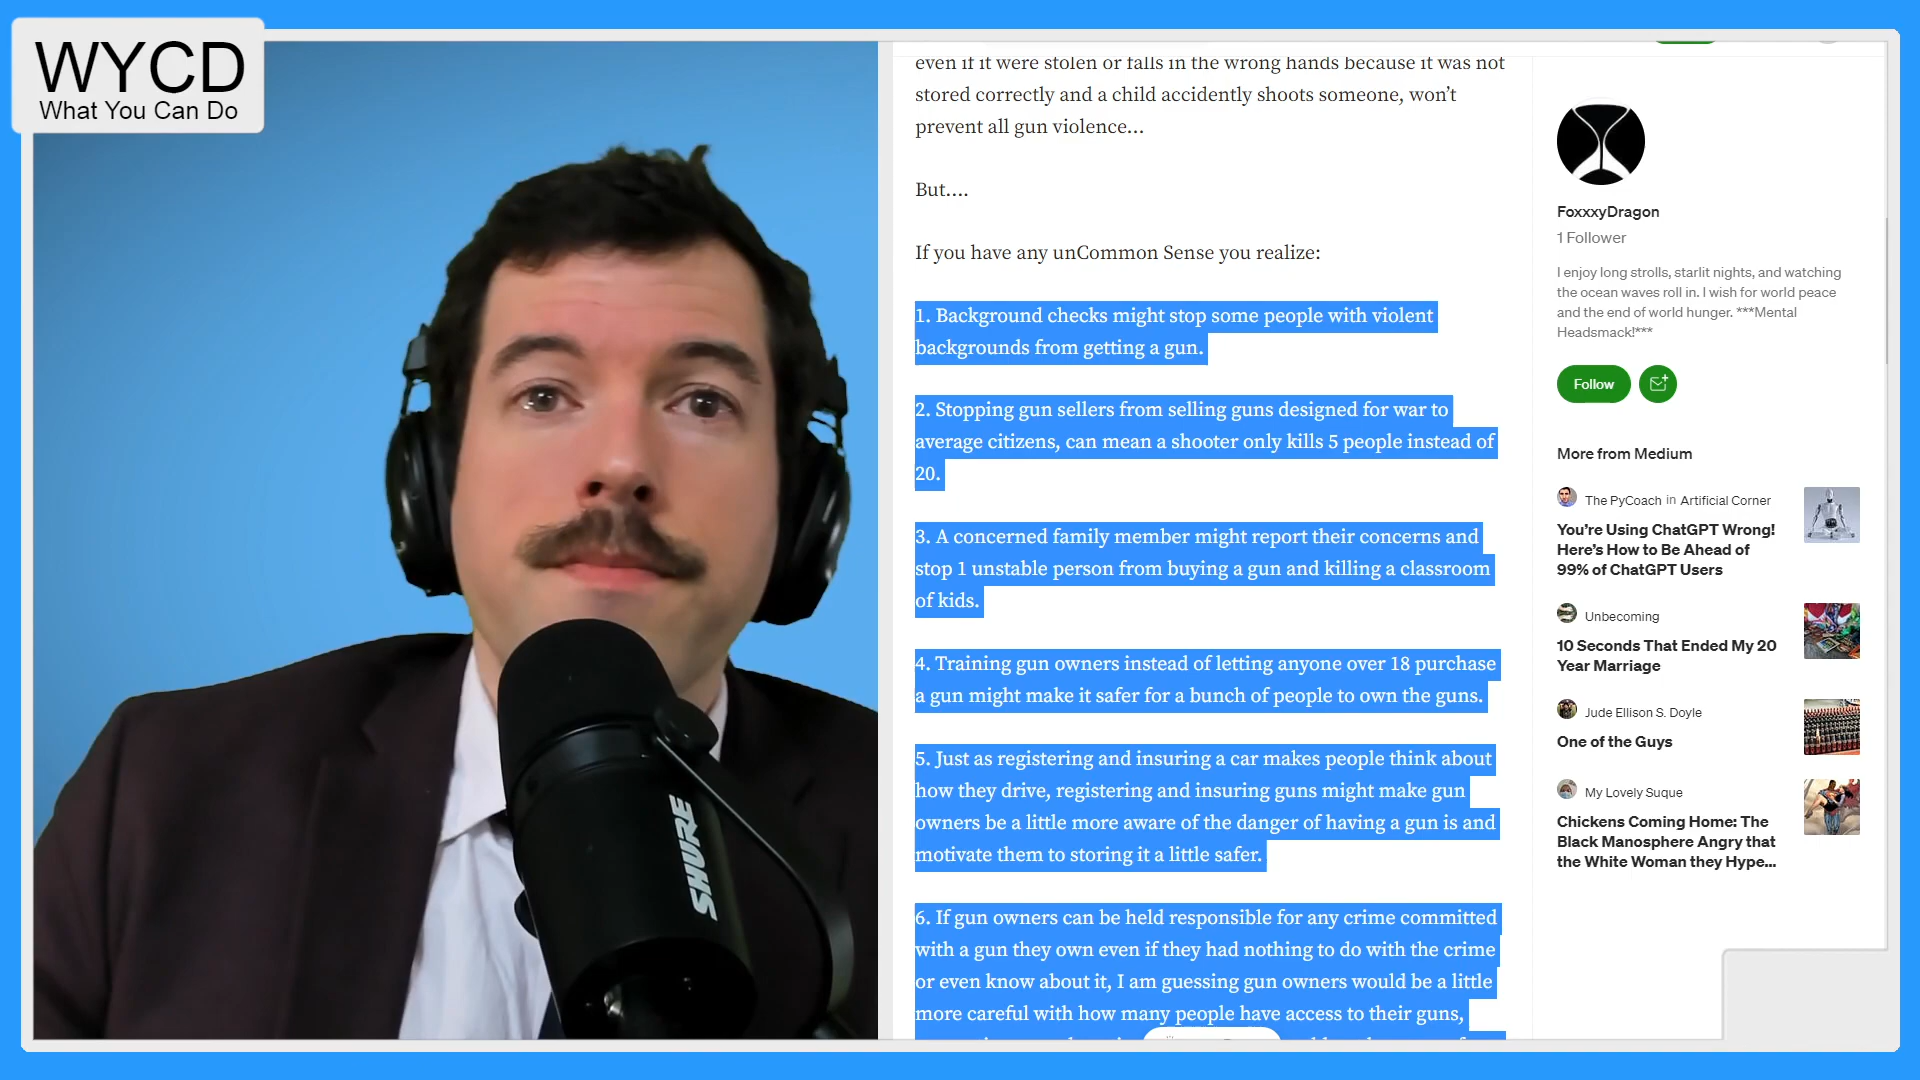 WYCD
What You Can Do
even if it were stolen or falls in the wrong hands because it was not
stored correctly and a child accidently shoots someone, won't
prevent all gun violence…
But….
If you have any unCommon Sense you realize:
1. Background checks might stop some people with violent
backgrounds from getting a gun.
2. Stopping gun sellers from selling guns designed for war to
average citizens, can mean a shooter only kills 5 people instead of
20.
3. A concerned family member might report their concerns and
stop 1 unstable person from buying a gun and killing a classroom
of kids.
4. Training gun owners instead of letting anyone over 18 purchase
a gun might make it safer for a bunch of people to own the guns.
5. Just as registering and insuring a car makes people think about
how they drive, registering and insuring guns might make gun
owners be a little more aware of the danger of having a gun is and
motivate them to storing it a little safer.
6. If gun owners can be held responsible for any crime committed
with a gun they own even if they had nothing to do with the crime
or even know about it, I am guessing gun owners would be a little
more careful with how many people have access to their guns,
SHURE
FoxxxyDragon
1 Follower
I enjoy long strolls, starlit nights, and watching
the ocean waves roll in. I wish for world peace
and the end of world hunger. ***Mental
Headsmack!***
Follow
More from Medium
The PyCoach in Artificial Corner
You're Using ChatGPT Wrong!
Here's How to Be Ahead of
99% of ChatGPT Users
Unbecoming
10 Seconds That Ended My 20
Year Marriage
Jude Ellison S. Doyle
One of the Guys
My Lovely Suque
Chickens Coming Home: The
Black Manosphere Angry that
the White Woman they Hype...